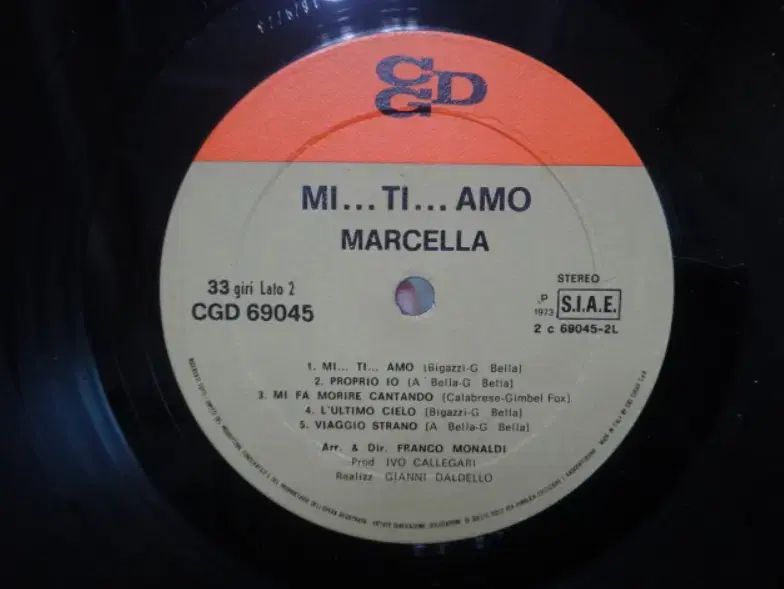 CGD
MI... TI... AMO
MARCELLA
33 giri Lato 2
CGD 69045
STEREO
P
1973
S.I.A.E.
2 c 69045-2L
1. MI... TI... AMO (Bigazzi-G Bella)
2. PROPRIO IO (A Bella-G Bella)
3. MI FA MORIRE CANTANDO (Calabrese-Gimbel Fox).
4. L'ULTIMO CIELO (Bigazzi-G Bella)
5. VIAGGIO STRANO (A Bella-G Bella)
Arr. & Dir. FRANCO MONALDI
Prod IVO CALLEGARI
Realizz GIANNI DALDELLO